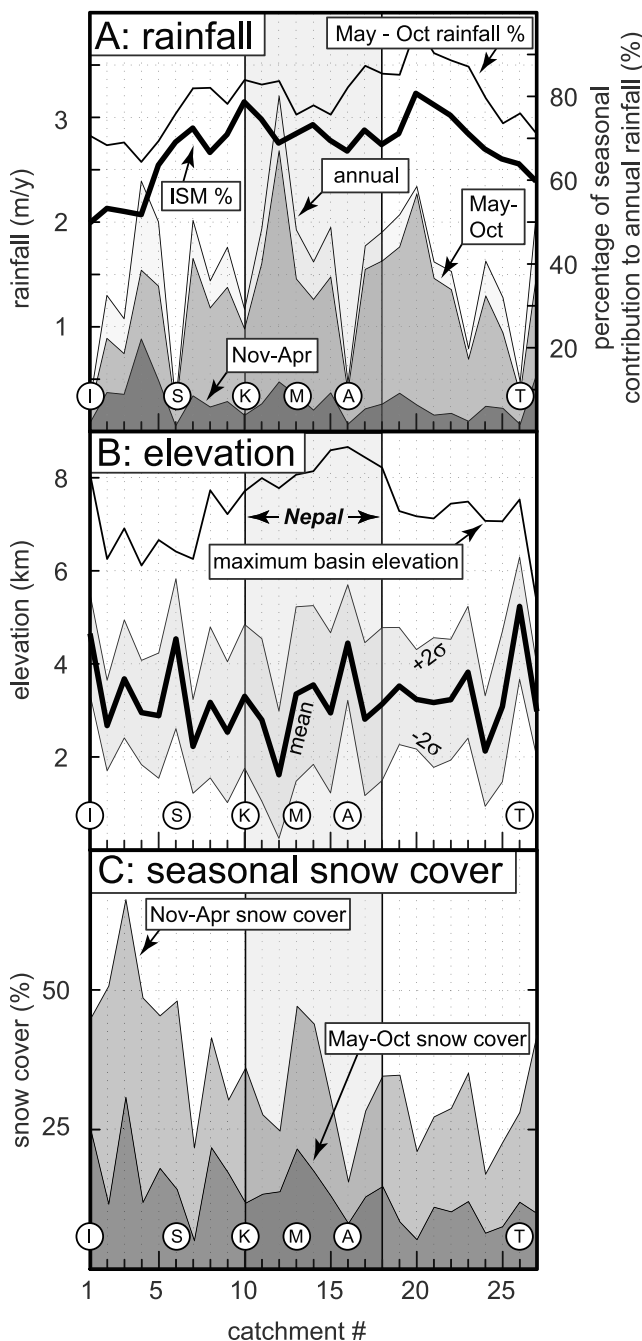 A: rainfall
May - Oct rainfall %
ISM %
annual
May-
Oct
Nov-Apr
rainfall (m/y)
3
2
1
percentage of seasonal
contribution to annual rainfall (%)
80
60
40
20
I S K M A T
B: elevation
Nepal
maximum basin elevation
elevation (km)
8
6
4
2
+2σ
mean
-2σ
I S K M A T
C: seasonal snow cover
Nov-Apr snow cover
May-Oct snow cover
snow cover (%)
50
25
I S K M A T
1 5 10 15 20 25
catchment #